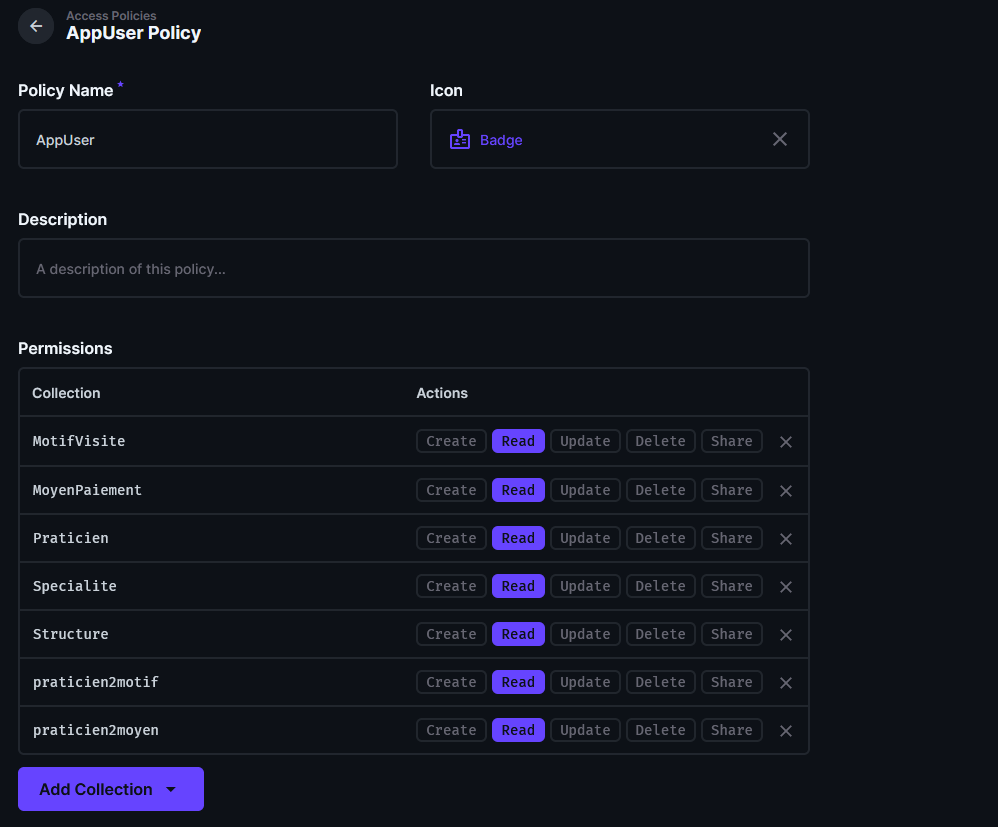 Access Policies
AppUser Policy
Policy Name *
Icon
AppUser
Badge
Description
A description of this policy...
Permissions
Collection Actions
MotifVisite Create Read Update Delete Share
MoyenPaiement Create Read Update Delete Share
Praticien Create Read Update Delete Share
Specialite Create Read Update Delete Share
Structure Create Read Update Delete Share
praticien2motif Create Read Update Delete Share
praticien2moyen Create Read Update Delete Share
Add Collection